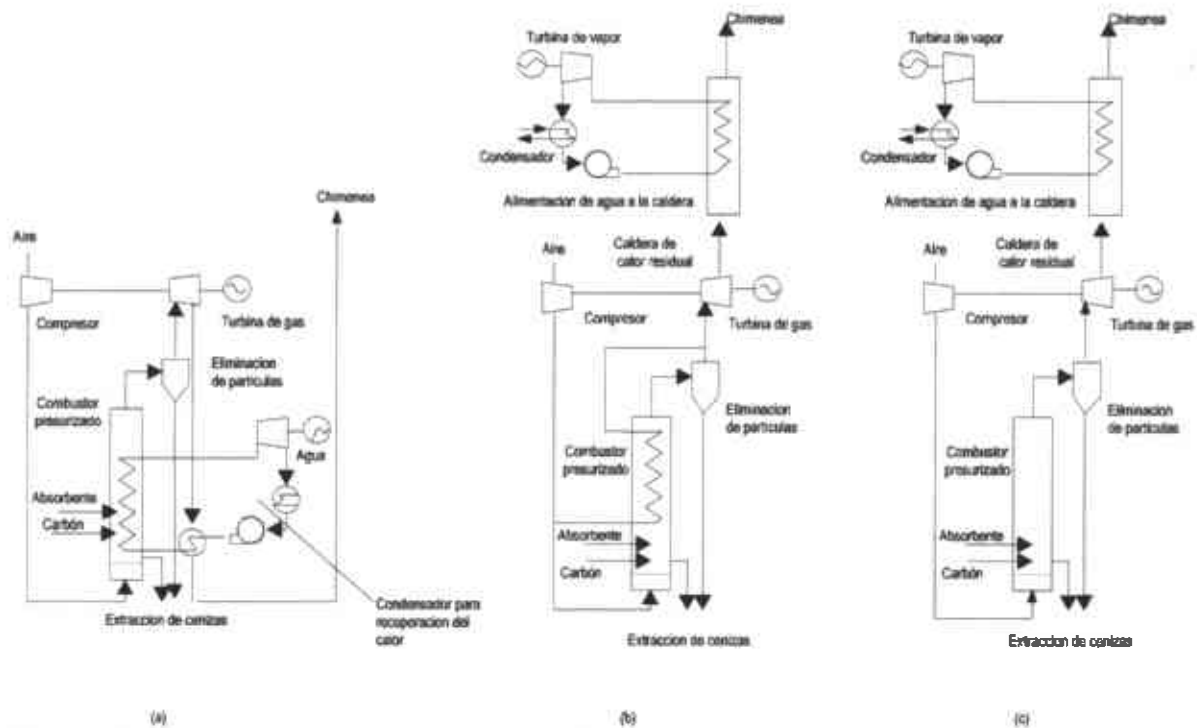 Chimenea
Aire
Compresor
Turbina de gas
Eliminacion
de particulas
Combustor
presurizado
Agua
Absorbente
Carbón
Condensador para
recuperacion del
calor
Extraccion de cenizas
(a)
Chimenea
Turbina de vapor
Condensador
Alimentacion de agua a la caldera
Caldera de
calor residual
Aire
Compresor
Turbina de gas
Eliminacion
de particulas
Combustor
presurizado
Absorbente
Carbón
Extraccion de cenizas
(b)
Chimenea
Turbina de vapor
Condensador
Alimentacion de agua a la caldera
Caldera de
calor residual
Aire
Compresor
Turbina de gas
Eliminacion
de particulas
Combustor
presurizado
Absorbente
Carbón
Extraccion de cenizas
(c)